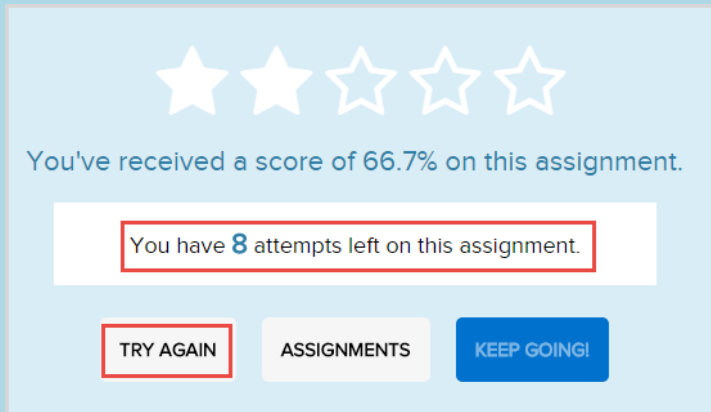 You've received a score of 66.7% on this assignment.
You have 8 attempts left on this assignment.
TRY AGAIN
ASSIGNMENTS
KEEP GOING!